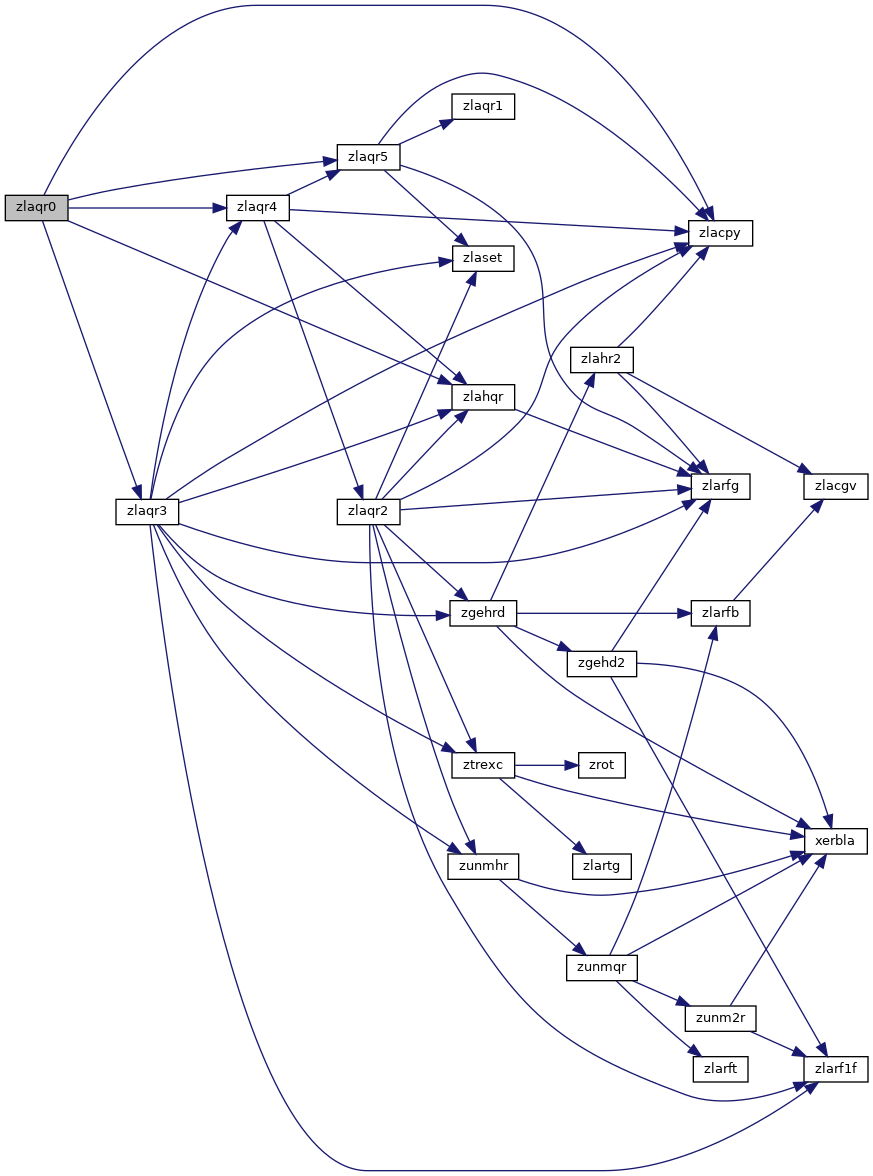 zlaqr1
zlaqr5
zlaqr0
zlaqr4
zlacpy
zlaset
zlahr2
zlahqr
zlarfg
zlacgv
zlaqr3
zlaqr2
zgehrd
zlarfb
zgehd2
ztrexc
zrot
xerbla
zunmhr
zlartg
zunmqr
zunm2r
zlarft
zlarf1f